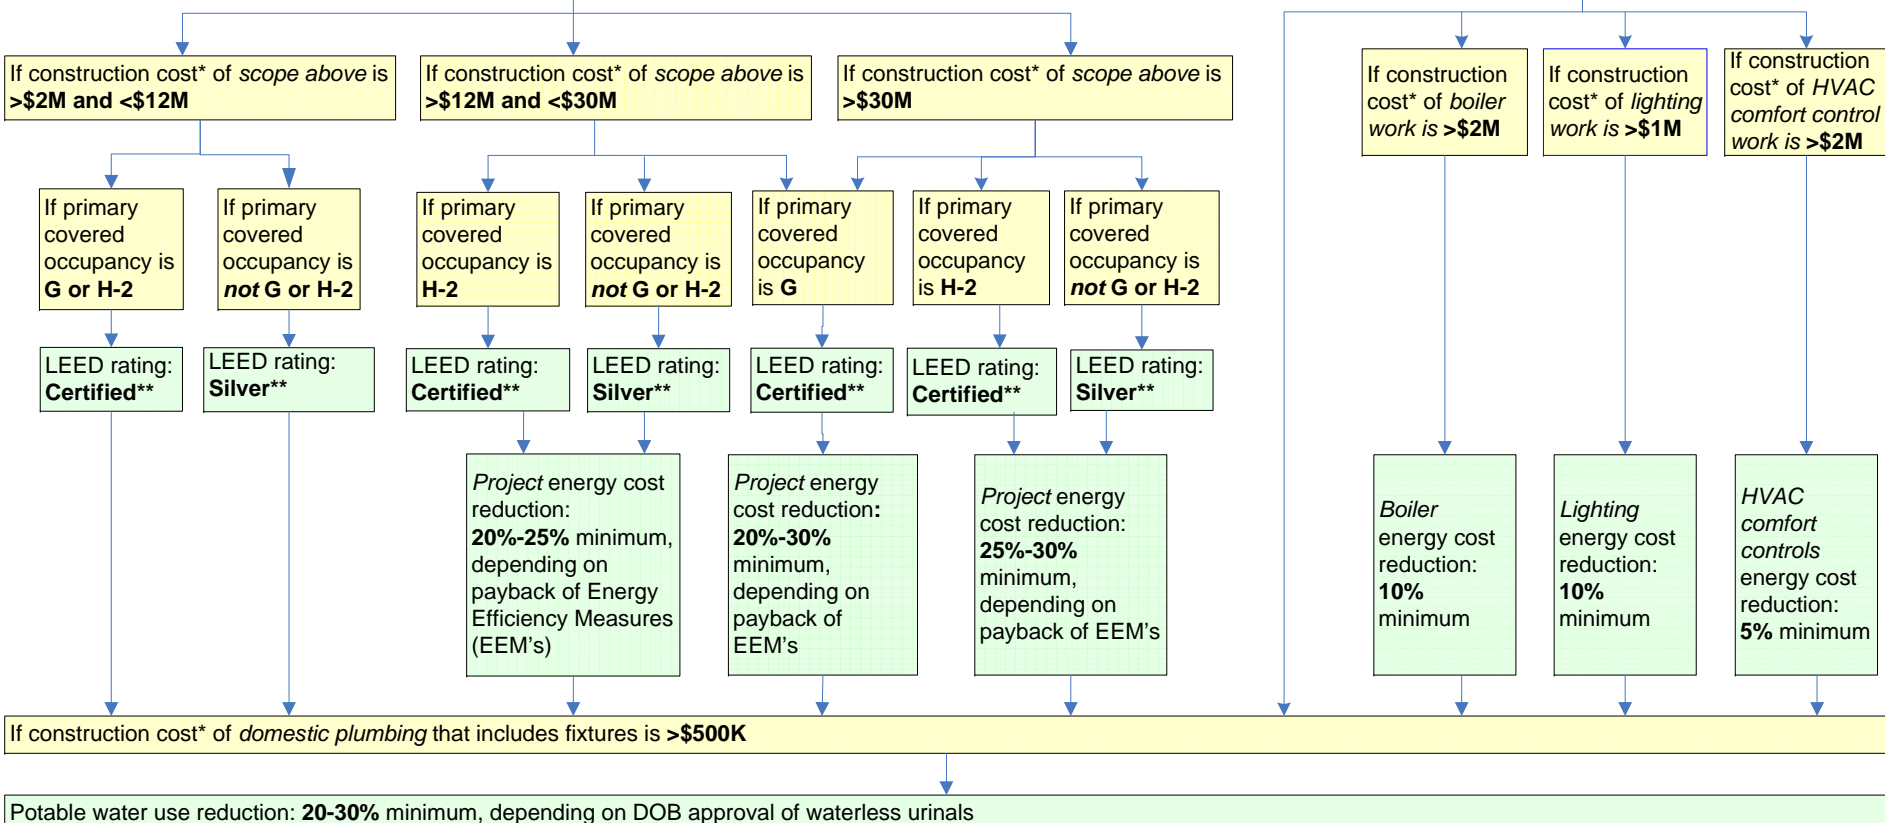 If construction cost* of scope above is
>$2M and <$12M
If construction cost* of scope above is
>$12M and <$30M
If construction cost* of scope above is
>$30M
If construction
cost* of boiler
work is >$2M
If construction
cost* of lighting
work is >$1M
If construction
cost* of HVAC
comfort control
work is >$2M
If primary
covered
occupancy is
G or H-2
If primary
covered
occupancy is
not G or H-2
If primary
covered
occupancy is
H-2
If primary
covered
occupancy is
not G or H-2
If primary
covered
occupancy
is G
If primary
covered
occupancy
is H-2
If primary
covered
occupancy is
not G or H-2
LEED rating:
Certified**
LEED rating:
Silver**
LEED rating:
Certified**
LEED rating:
Silver**
LEED rating:
Certified**
LEED rating:
Certified**
LEED rating:
Silver**
Project energy cost
reduction:
20%-25% minimum,
depending on
payback of Energy
Efficiency Measures
(EEM's)
Project energy
cost reduction:
20%-30%
minimum,
depending on
payback of
EEM's
Project energy
cost reduction:
25%-30%
minimum,
depending on
payback of EEM's
Boiler
energy cost
reduction:
10%
minimum
Lighting
energy cost
reduction:
10%
minimum
HVAC
comfort
controls
energy cost
reduction:
5% minimum
If construction cost* of domestic plumbing that includes fixtures is >$500K
Potable water use reduction: 20-30% minimum, depending on DOB approval of waterless urinals